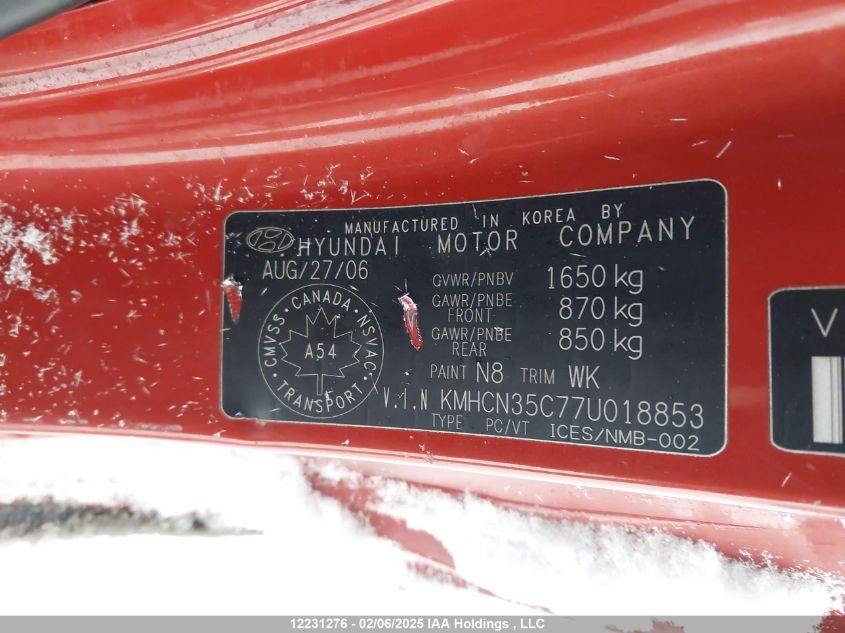 MANUFACTURED IN KOREA BY
HYUNDAI MOTOR COMPANY
AUG/27/06
GVWR/PNBV 1650 kg
GAWR/PNBE FRONT 870 kg
GAWR/PNBE REAR 850 kg
CANADA
CMVSS NSVAC
A54
TRANSPORT
PAINT N8 TRIM WK
V.I.N KMHCN35C77U018853
TYPE PC/VT ICES/NMB-002
V
12231276 - 02/06/2025 IAA Holdings , LLC